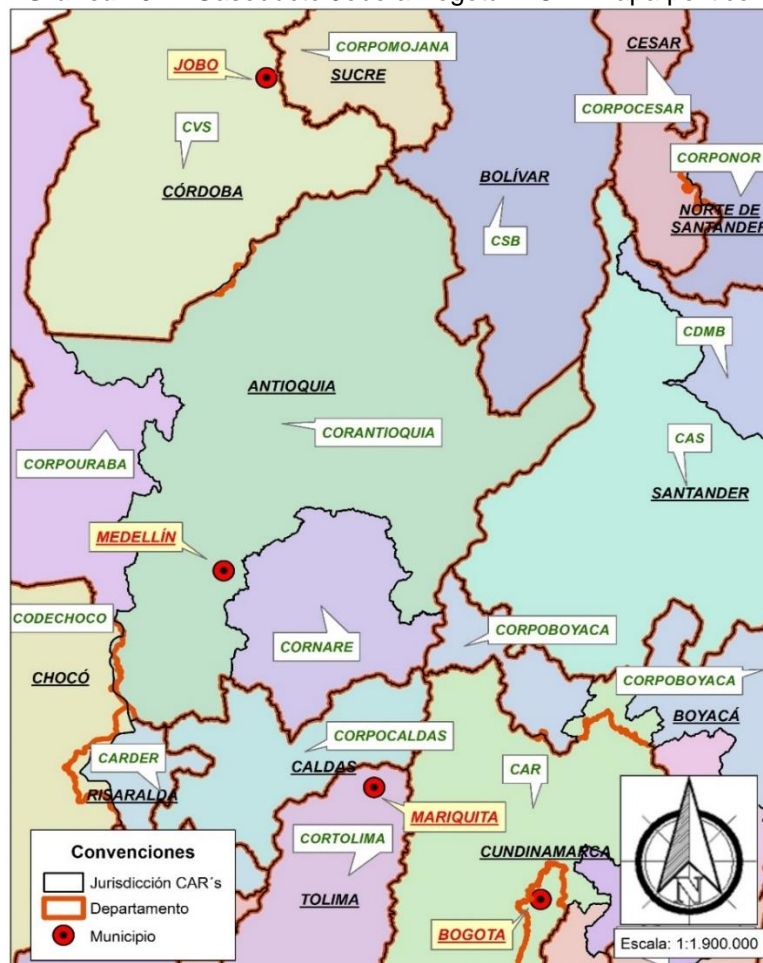 CORPOMOJANA
CESAR
JOBO
SUCRE
CORPOCESAR
CVS
CORPONOR
CÓRDOBA
BOLÍVAR
NORTE DE
SANTANDER
CSB
CDMB
ANTIOQUIA
CORANTIOQUIA
CAS
CORPOURABA
SANTANDER
MEDELLÍN
CODECHOCO
CORNARE
CORPOBOYACA
CHOCÓ
CORPOBOYACA
BOYACÁ
CORPOCALDAS
CARDER
CALDAS
CAR
RISARALDA
MARIQUITA
CORTOLIMA
CUNDINAMARCA
TOLIMA
BOGOTA
Convenciones
Jurisdicción CAR´s
Departamento
Municipio
N
Escala: 1:1.900.000